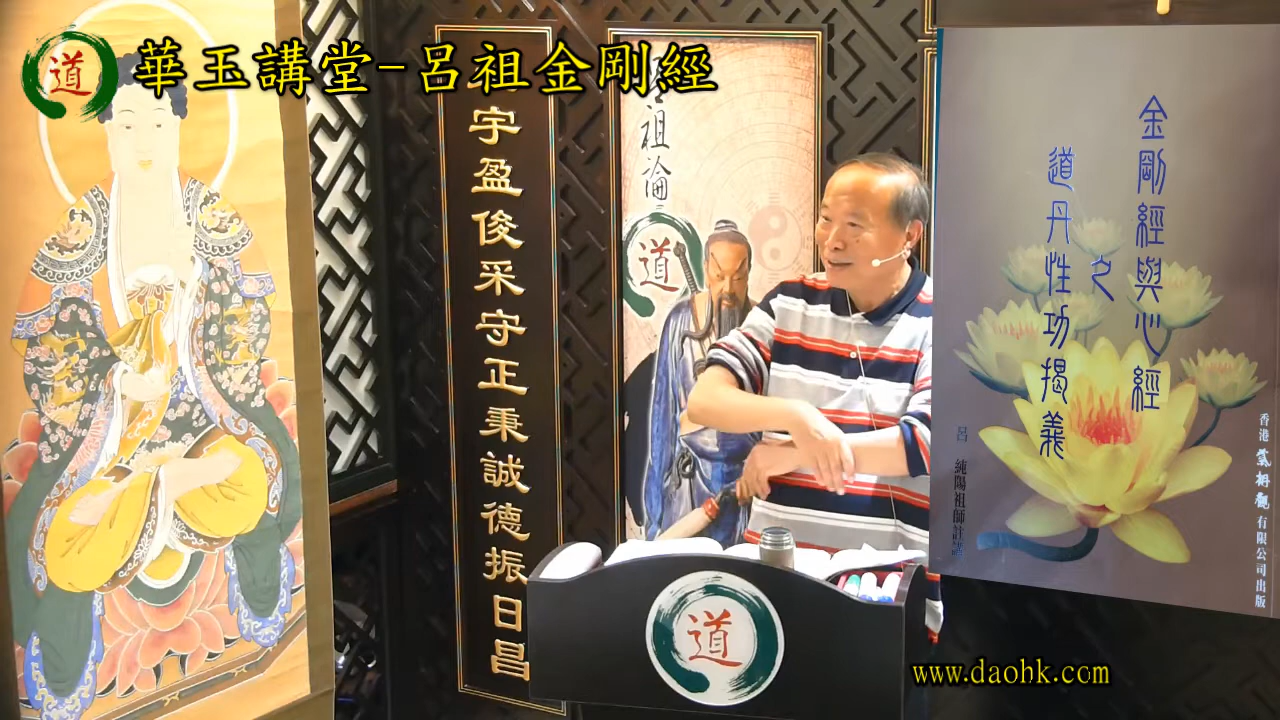 道
華玉講堂-呂祖金剛經
宇盈俊采守正秉誠德振日昌
祖論
道
道
金剛經與心經
之
道丹性功揭義
呂 純陽祖師註譯
有限公司出版
香港
www.daohk.com